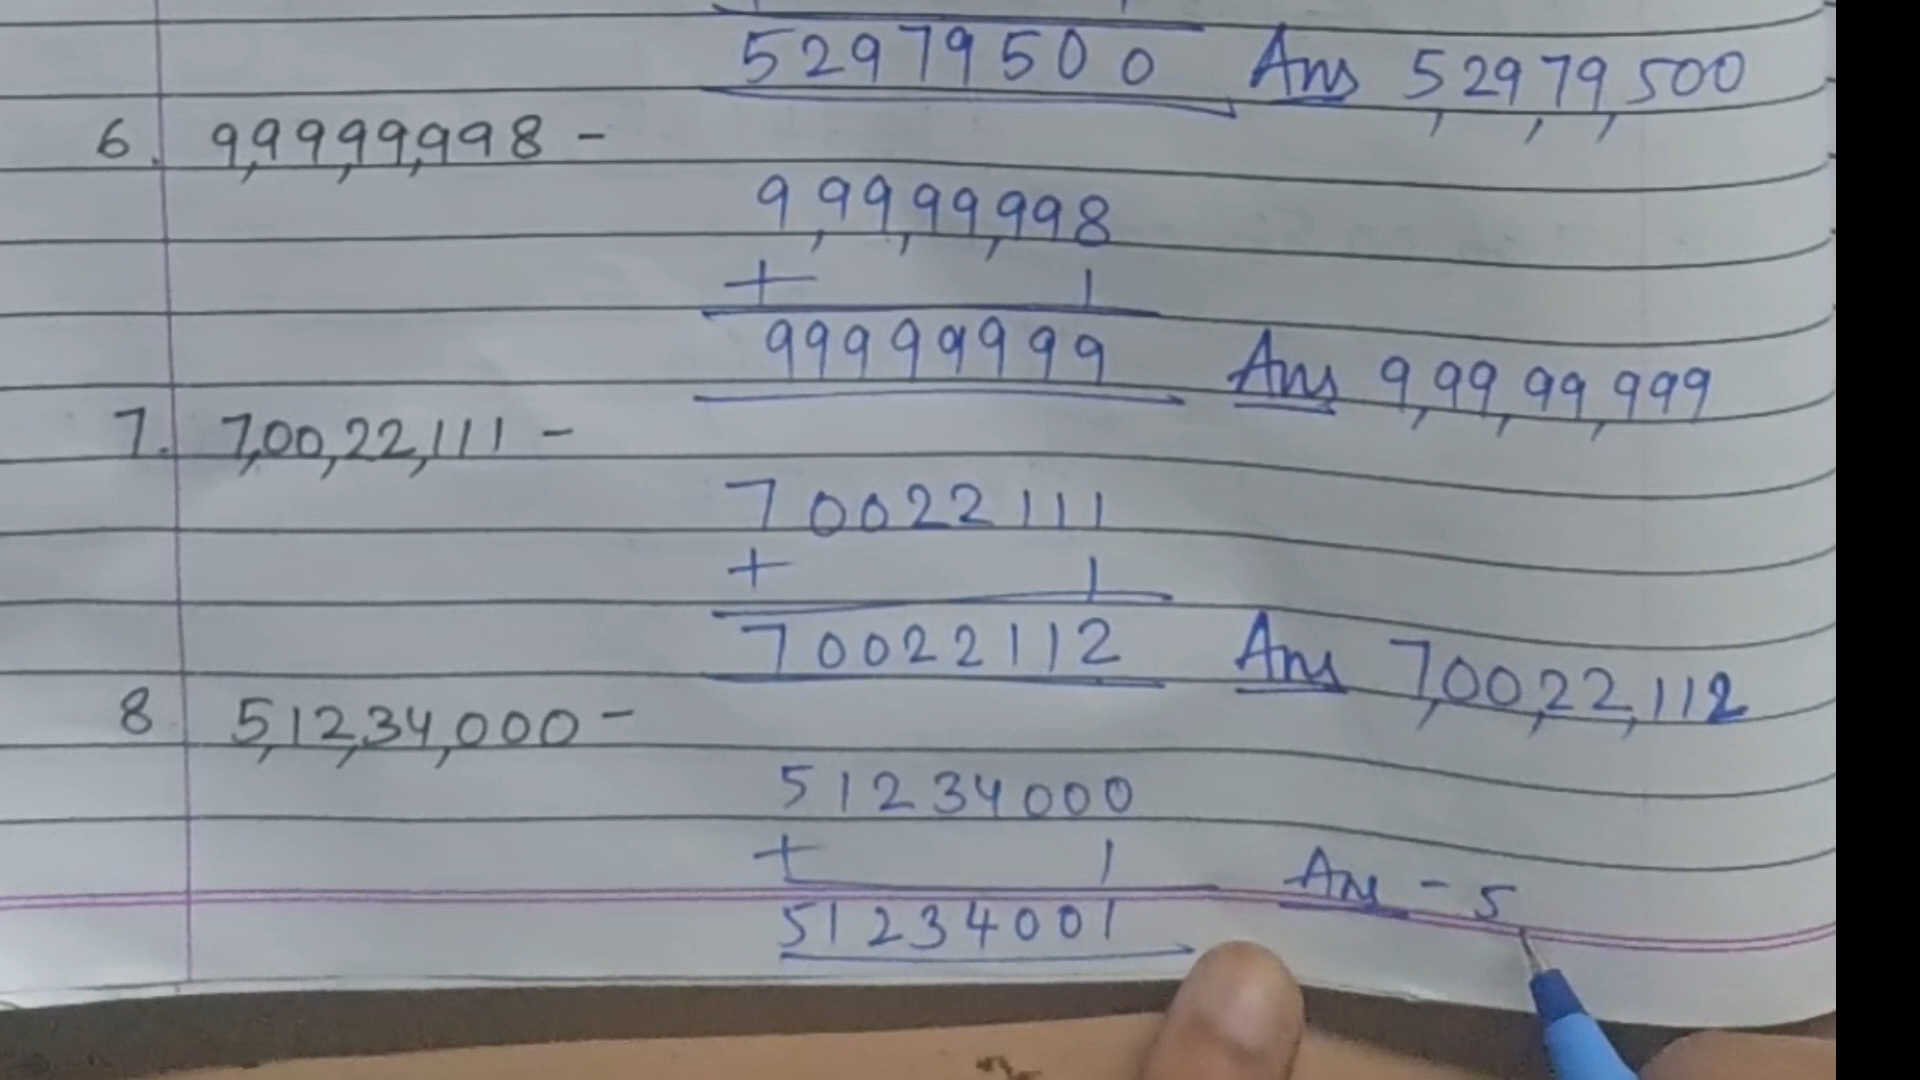 52979500 Ans 5,29,79,500
6. 9,99,99,998 -
9,99,99,998
+ 1
99999999 Ans 9,99,99,999
7. 7,00,22,111 -
70022111
+ 1
70022112 Ans 7,00,22,112
8 5,12,34,000 -
51234000
+ 1
51234001 Ans - 5